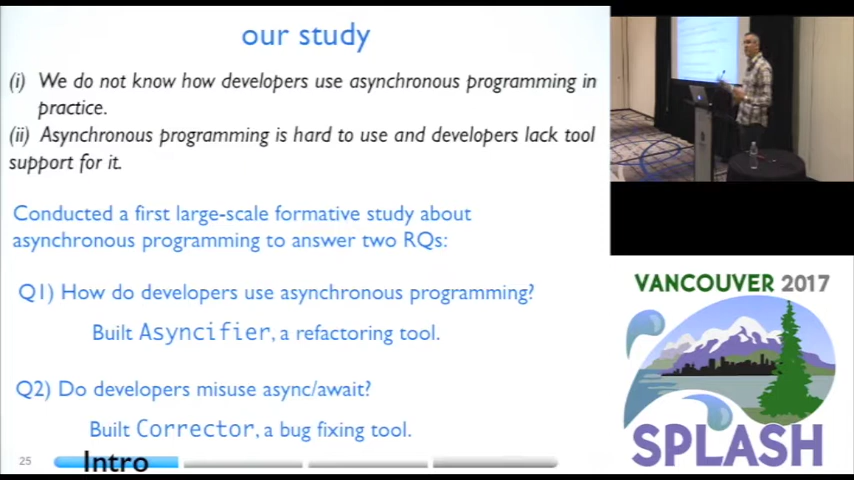 our study
(i) We do not know how developers use asynchronous programming in
practice.
(ii) Asynchronous programming is hard to use and developers lack tool
support for it.
Conducted a first large-scale formative study about
asynchronous programming to answer two RQs:
Q1) How do developers use asynchronous programming?
Built Asyncifier, a refactoring tool.
Q2) Do developers misuse async/await?
Built Corrector, a bug fixing tool.
25
Intro
VANCOUVER 2017
SPLASH